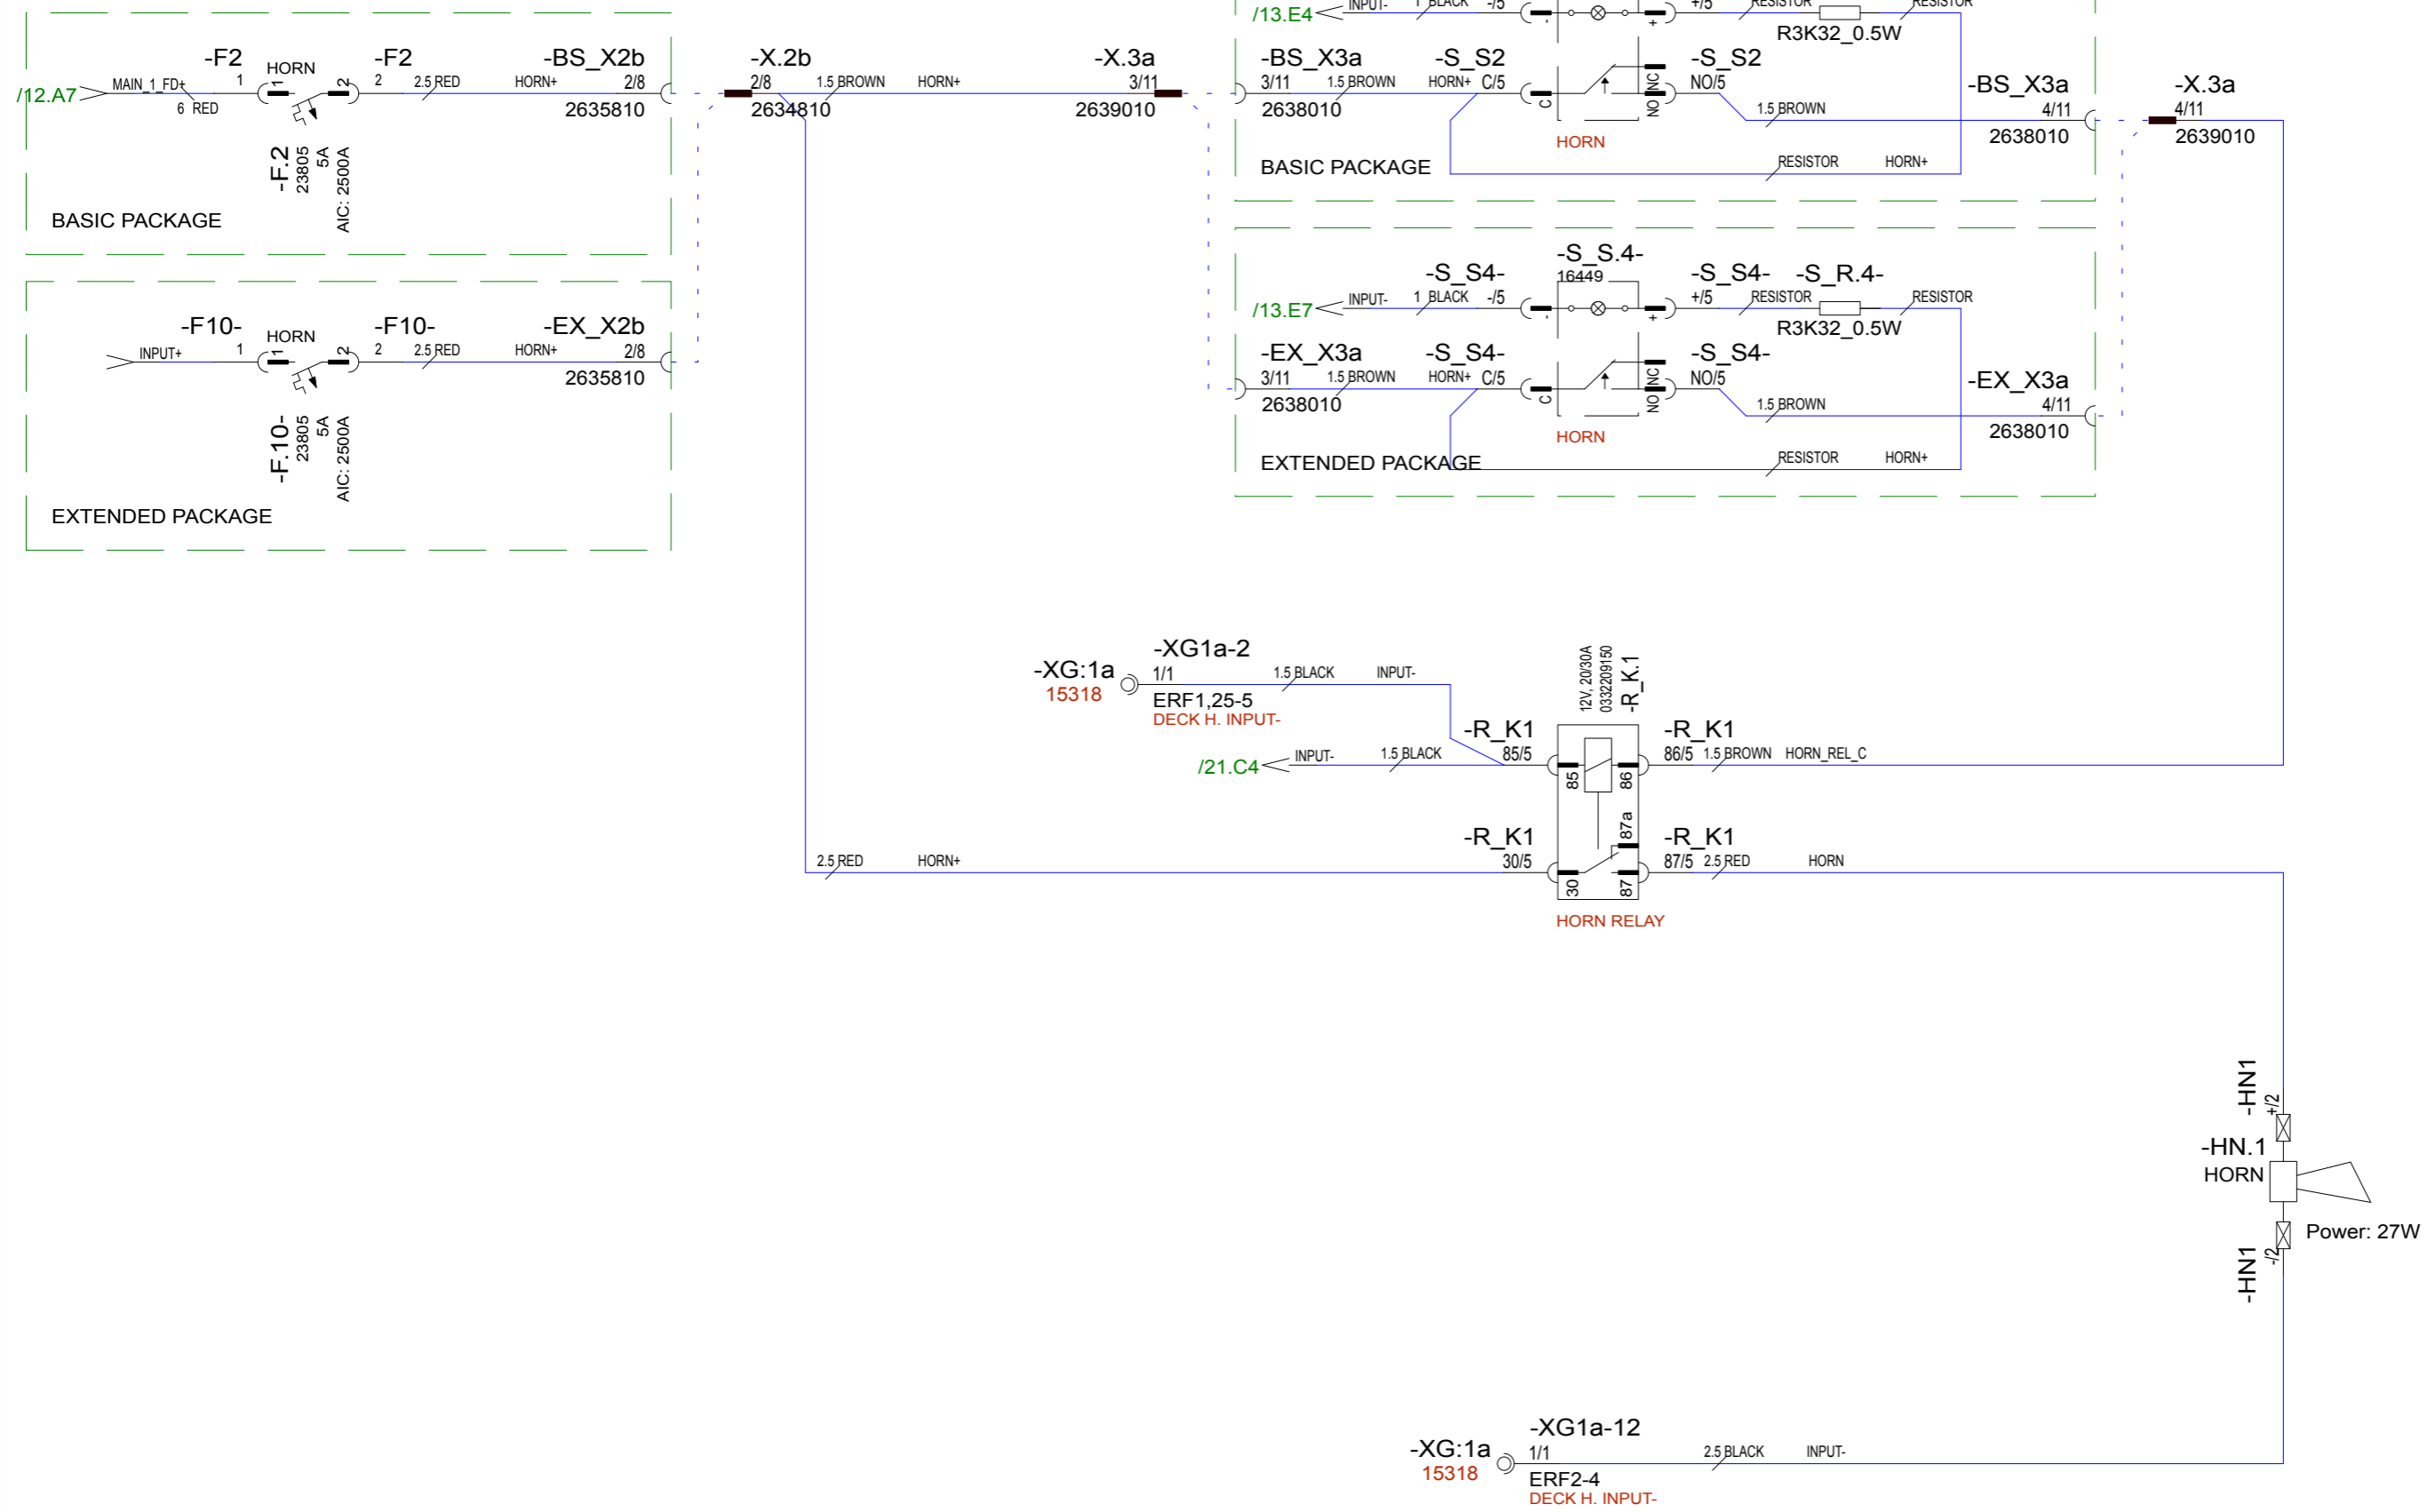 /13.E4
INPUT-
1 BLACK
-/5
+/5
RESISTOR
RESISTOR
R3K32_0.5W
/12.A7
MAIN_1_FD+
6 RED
-F2
1
HORN
1
2
-F2
2
2.5 RED
HORN+
-BS_X2b
2/8
2635810
-X.2b
2/8
2634810
1.5 BROWN
HORN+
-X.3a
3/11
2639010
-BS_X3a
3/11
2638010
1.5 BROWN
HORN+
-S_S2
C/5
-
+
C
NO
NC
-S_S2
NO/5
1.5 BROWN
-BS_X3a
4/11
2638010
-X.3a
4/11
2639010
HORN
RESISTOR
HORN+
BASIC PACKAGE
-F.2
23805
5A
AIC: 2500A
BASIC PACKAGE
-F10-
1
HORN
INPUT+
1
2
-F10-
2
2.5 RED
HORN+
-EX_X2b
2/8
2635810
-F.10-
23805
5A
AIC: 2500A
EXTENDED PACKAGE
-S_S.4-
16449
/13.E7
INPUT-
1 BLACK
-S_S4-
-/5
-
+
-S_S4-
+/5
RESISTOR
-S_R.4-
RESISTOR
R3K32_0.5W
-EX_X3a
3/11
2638010
1.5 BROWN
HORN+
-S_S4-
C/5
C
NO
NC
-S_S4-
NO/5
1.5 BROWN
-EX_X3a
4/11
2638010
HORN
RESISTOR
HORN+
EXTENDED PACKAGE
-XG:1a
15318
-XG1a-2
1/1
ERF1,25-5
DECK H. INPUT-
1.5 BLACK
INPUT-
12V, 20/30A
0332209150
-R_K.1
/21.C4
INPUT-
1.5 BLACK
-R_K1
85/5
85
86
-R_K1
86/5
1.5 BROWN
HORN_REL_C
2.5 RED
HORN+
-R_K1
30/5
30
87a
87
-R_K1
87/5
2.5 RED
HORN
HORN RELAY
-HN1
+/2
-HN.1
HORN
Power: 27W
-HN1
-/2
-XG:1a
15318
-XG1a-12
1/1
ERF2-4
DECK H. INPUT-
2.5 BLACK
INPUT-